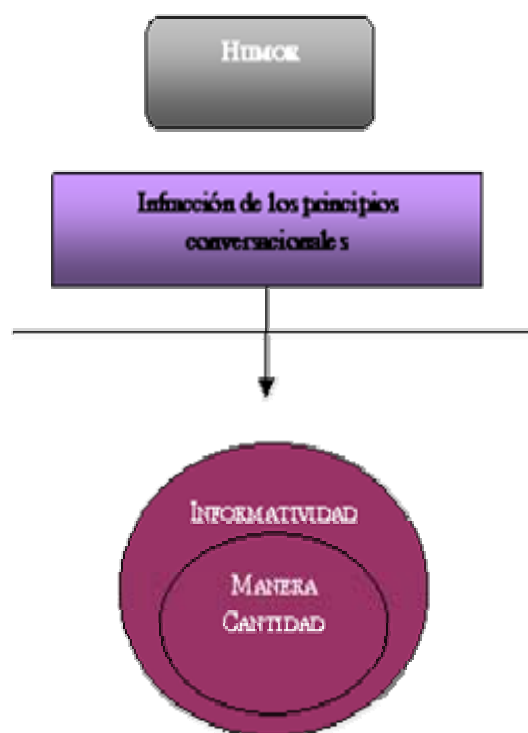 HUMOR
Infracción de los principios
conversacionales
INFORMATIVIDAD
MANERA
CANTIDAD